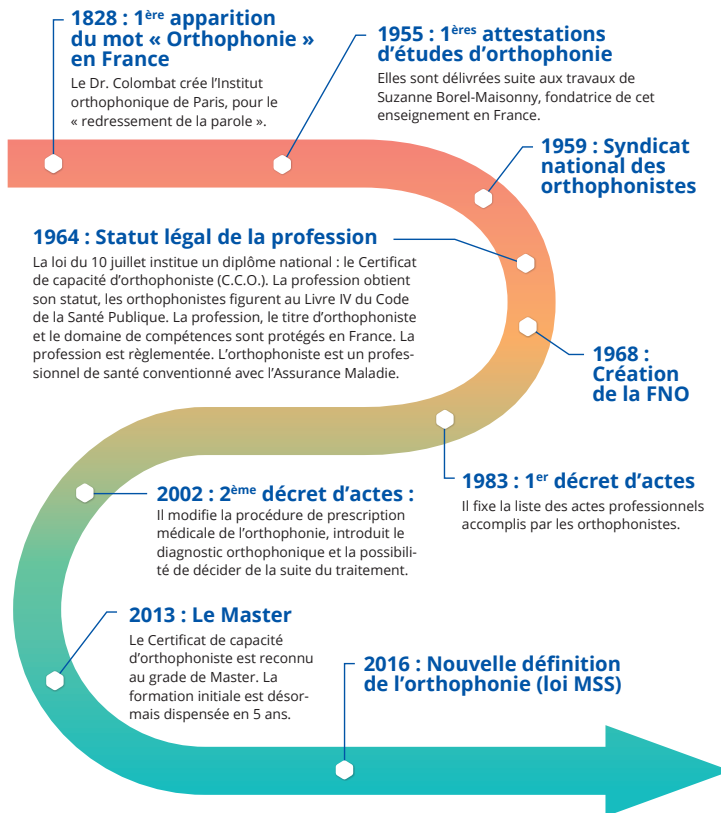 1828 : 1ère apparition
du mot « Orthophonie »
en France
Le Dr. Colombat crée l’Institut
orthophonique de Paris, pour le
« redressement de la parole ».
1955 : 1ères attestations
d’études d’orthophonie
Elles sont délivrées suite aux travaux de
Suzanne Borel-Maisonny, fondatrice de cet
enseignement en France.
1959 : Syndicat
national des
orthophonistes
1964 : Statut légal de la profession
La loi du 10 juillet institue un diplôme national : le Certificat
de capacité d’orthophoniste (C.C.O.). La profession obtient
son statut, les orthophonistes figurent au Livre IV du Code
de la Santé Publique. La profession, le titre d’orthophoniste
et le domaine de compétences sont protégés en France. La
profession est règlementée. L’orthophoniste est un profes-
sionnel de santé conventionné avec l’Assurance Maladie.
1968 :
Création
de la FNO
1983 : 1er décret d’actes
Il fixe la liste des actes professionnels
accomplis par les orthophonistes.
2002 : 2ème décret d’actes :
Il modifie la procédure de prescription
médicale de l’orthophonie, introduit le
diagnostic orthophonique et la possibili-
té de décider de la suite du traitement.
2013 : Le Master
Le Certificat de capacité
d’orthophoniste est reconnu
au grade de Master. La
formation initiale est désor-
mais dispensée en 5 ans.
2016 : Nouvelle définition
de l’orthophonie (loi MSS)